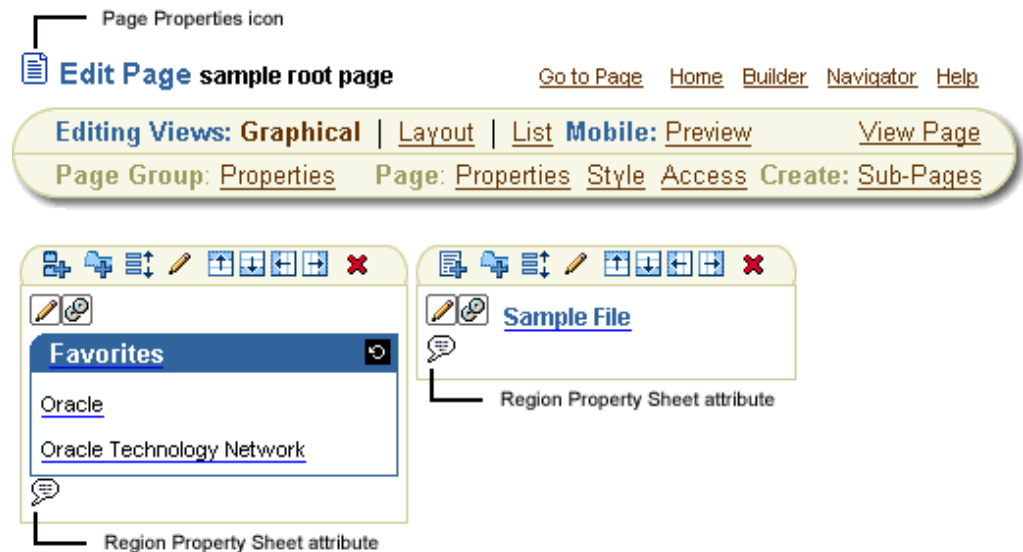 Page Properties icon
Edit Page sample root page
Go to Page Home Builder Navigator Help
Editing Views: Graphical | Layout | List Mobile: Preview View Page
Page Group: Properties Page: Properties Style Access Create: Sub-Pages
Favorites
Oracle
Oracle Technology Network
Region Property Sheet attribute
Sample File
Region Property Sheet attribute